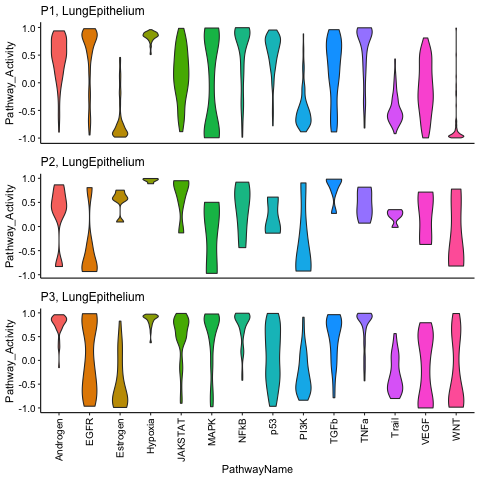 P1, LungEpithelium
Pathway_Activity
1.0
0.5
0.0
-0.5
-1.0
P2, LungEpithelium
Pathway_Activity
1.0
0.5
0.0
-0.5
-1.0
P3, LungEpithelium
Pathway_Activity
1.0
0.5
0.0
-0.5
-1.0
Androgen
EGFR
Estrogen
Hypoxia
JAKSTAT
MAPK
NFkB
p53
PI3K
TGFb
TNFa
Trail
VEGF
WNT
PathwayName